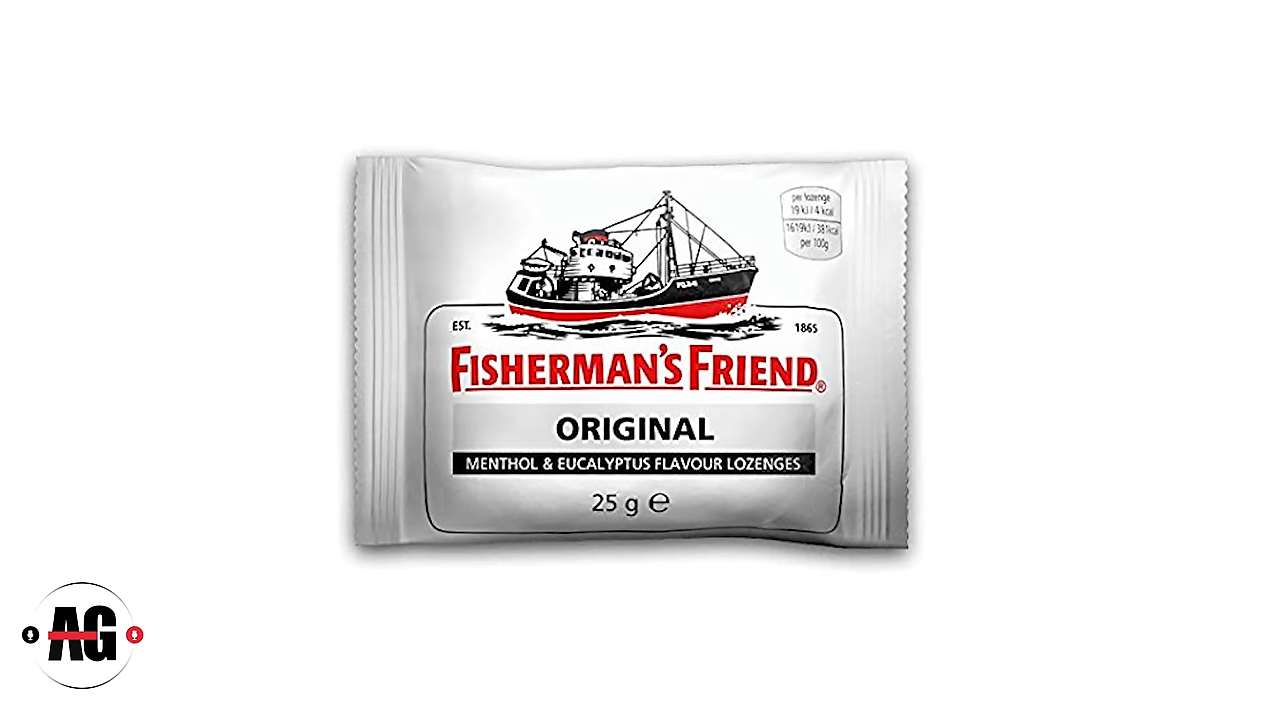 per lozenge
19 kJ / 4 kcal
1619kJ / 381kcal
per 100g
EST. 1865
FISHERMAN'S FRIEND®
ORIGINAL
MENTHOL & EUCALYPTUS FLAVOUR LOZENGES
25 g ℮
AG